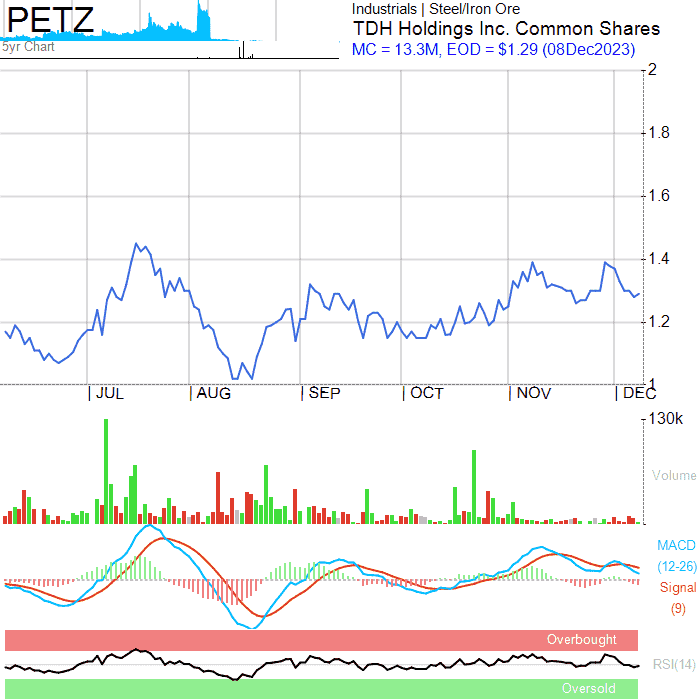 PETZ
5yr Chart
Industrials | Steel/Iron Ore
TDH Holdings Inc. Common Shares
MC = 13.3M, EOD = $1.29 (08Dec2023)
2
1.8
1.6
1.4
1.2
1
JUL AUG SEP OCT NOV DEC
130k
Volume
MACD
(12-26)
Signal
(9)
Overbought
RSI(14)
Oversold